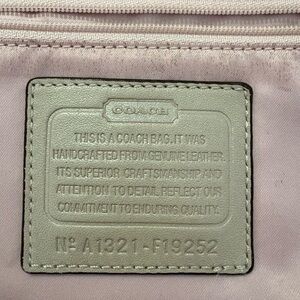 COACH
THIS IS A COACH BAG. IT WAS
HANDCRAFTED FROM GENUINE LEATHER.
ITS SUPERIOR CRAFTSMANSHIP AND
ATTENTION TO DETAIL REFLECT OUR
COMMITMENT TO ENDURING QUALITY.
Nº A1321-F19252